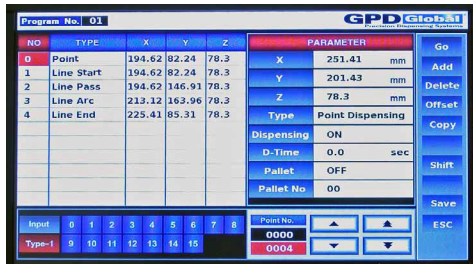 Program No. 01
GPD Global
Precision Dispensing Systems
NO TYPE X Y Z
0 Point 194.62 82.24 78.3
1 Line Start 194.62 82.24 78.3
2 Line Pass 194.62 146.91 78.3
3 Line Arc 213.12 163.96 78.3
4 Line End 225.41 85.31 78.3
PARAMETER
X 251.41 mm
Y 201.43 mm
Z 78.3 mm
Type Point Dispensing
Dispensing ON
D-Time 0.0 sec
Pallet OFF
Pallet No 00
Go
Add
Delete
Offset
Copy
Shift
Save
ESC
Input 0 1 2 3 4 5 6 7 8
Type-1 9 10 11 12 13 14 15
Point No.
0000
0004